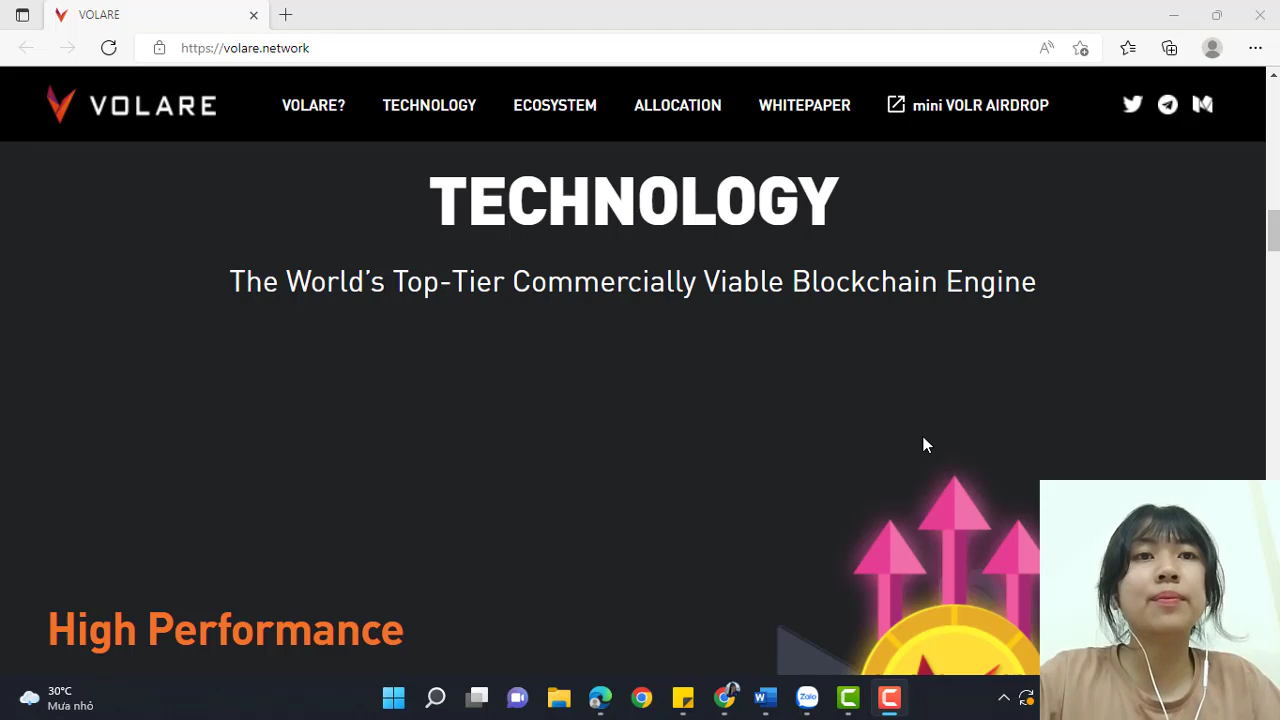 VOLARE
https://volare.network
VOLARE
VOLARE?
TECHNOLOGY
ECOSYSTEM
ALLOCATION
WHITEPAPER
mini VOLR AIRDROP
TECHNOLOGY
The World's Top-Tier Commercially Viable Blockchain Engine
High Performance
30°C
Mưa nhỏ
Zalo